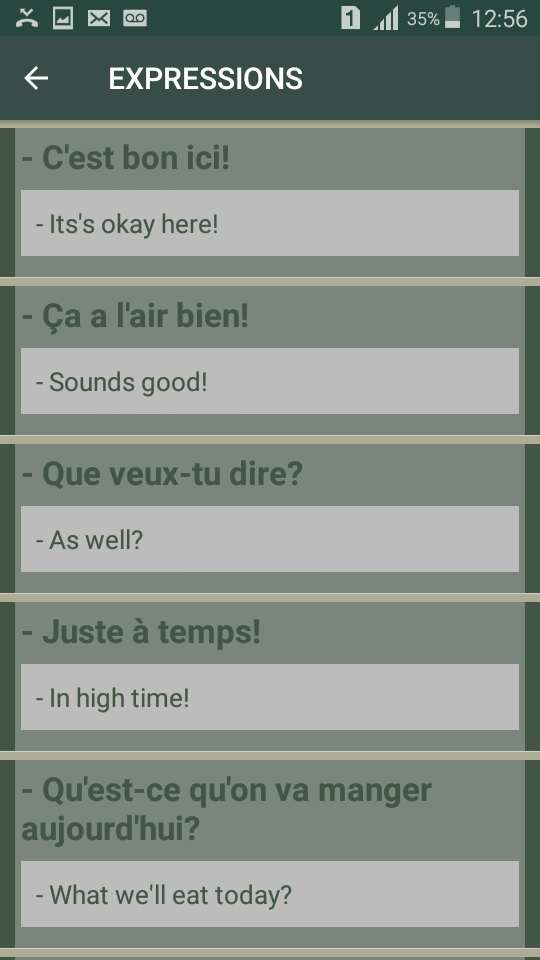 1 35% 12:56
EXPRESSIONS
- C'est bon ici!
- Its's okay here!
- Ça a l'air bien!
- Sounds good!
- Que veux-tu dire?
- As well?
- Juste à temps!
- In high time!
- Qu'est-ce qu'on va manger
aujourd'hui?
- What we'll eat today?